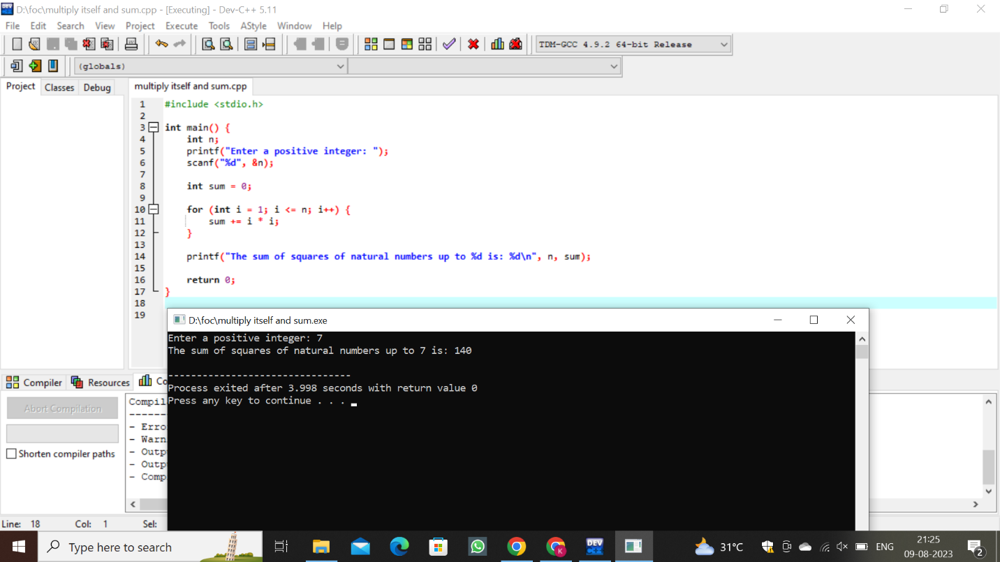 D:\foc\multiply itself and sum.cpp - [Executing] - Dev-C++ 5.11
File Edit Search View Project Execute Tools AStyle Window Help
TDM-GCC 4.9.2 64-bit Release
(globals)
Project Classes Debug
multiply itself and sum.cpp
1 #include <stdio.h>
2
3 int main() {
4 int n;
5 printf("Enter a positive integer: ");
6 scanf("%d", &n);
7
8 int sum = 0;
9
10 for (int i = 1; i <= n; i++) {
11 sum += i * i;
12 }
13
14 printf("The sum of squares of natural numbers up to %d is: %d\n", n, sum);
15
16 return 0;
17 }
18
19
D:\foc\multiply itself and sum.exe
Enter a positive integer: 7
The sum of squares of natural numbers up to 7 is: 140
--------------------------------
Process exited after 3.998 seconds with return value 0
Press any key to continue . . .
Compiler Resources Co
Abort Compilation
Shorten compiler paths
Compil
-------
- Erro
- Warn
- Outp
- Outp
- Comp
Line: 18 Col: 1 Sel:
Type here to search
DEV C++
31°C
ENG
21:25
09-08-2023
2